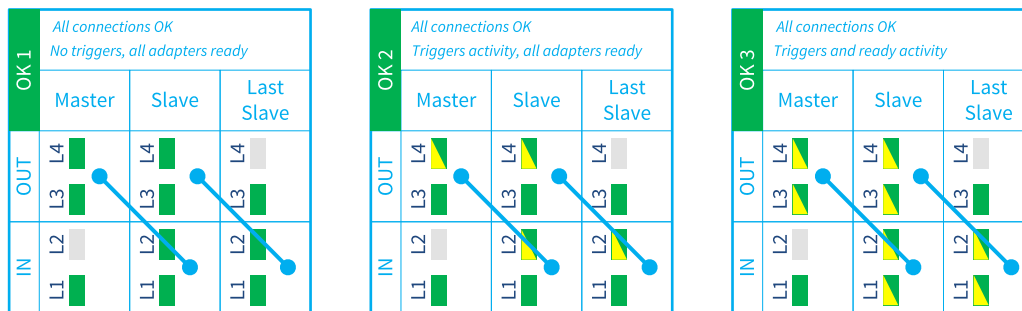 OK 1
All connections OK
No triggers, all adapters ready
Master
Slave
Last
Slave
OUT
L4
L4
L4
L3
L3
L3
IN
L2
L2
L2
L1
L1
L1
OK 2
All connections OK
Triggers activity, all adapters ready
Master
Slave
Last
Slave
OUT
L4
L4
L4
L3
L3
L3
IN
L2
L2
L2
L1
L1
L1
OK 3
All connections OK
Triggers and ready activity
Master
Slave
Last
Slave
OUT
L4
L4
L4
L3
L3
L3
IN
L2
L2
L2
L1
L1
L1